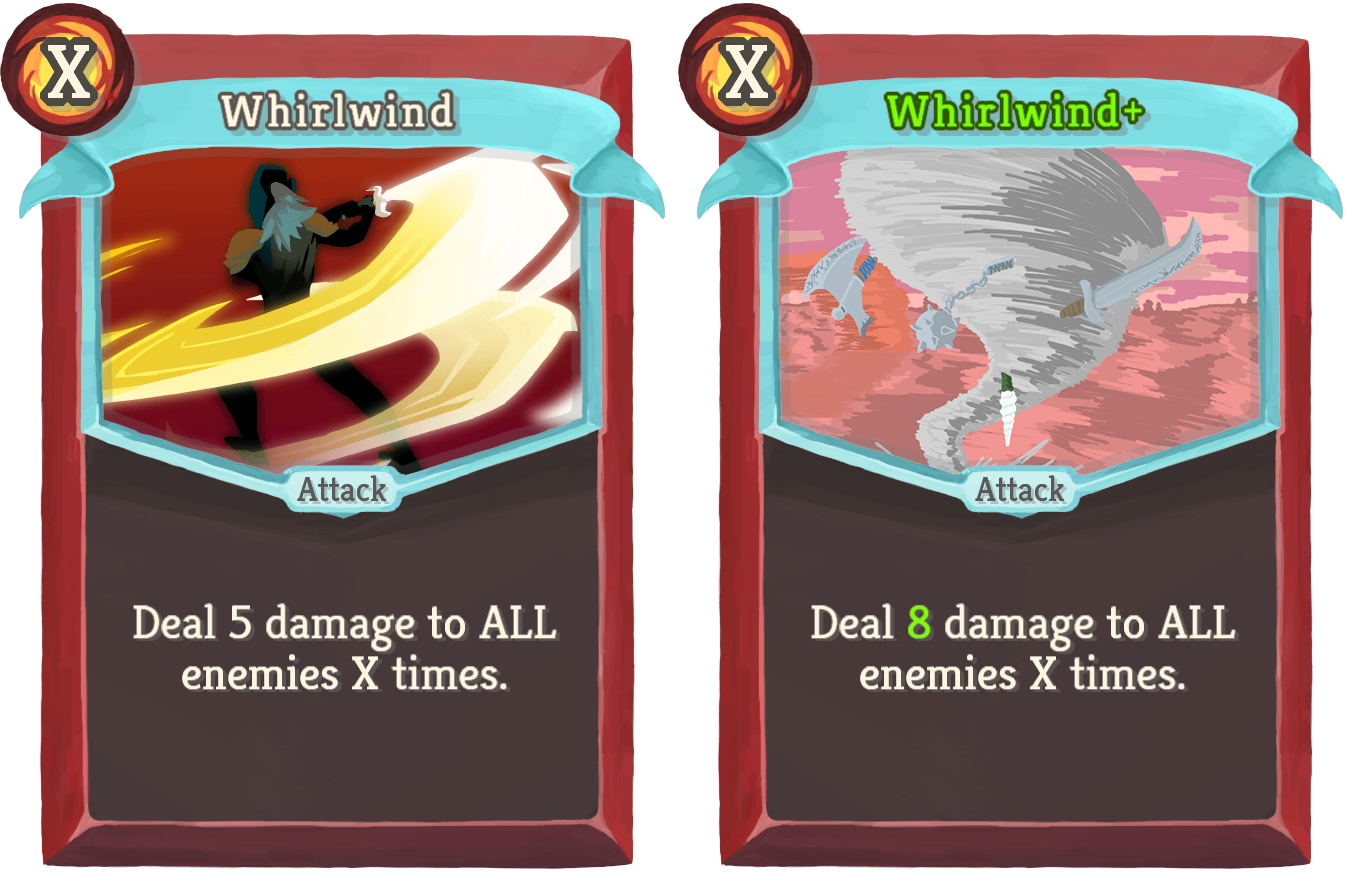 X
Whirlwind
Attack
Deal 5 damage to ALL
enemies X times.
X
Whirlwind+
Attack
Deal 8 damage to ALL
enemies X times.